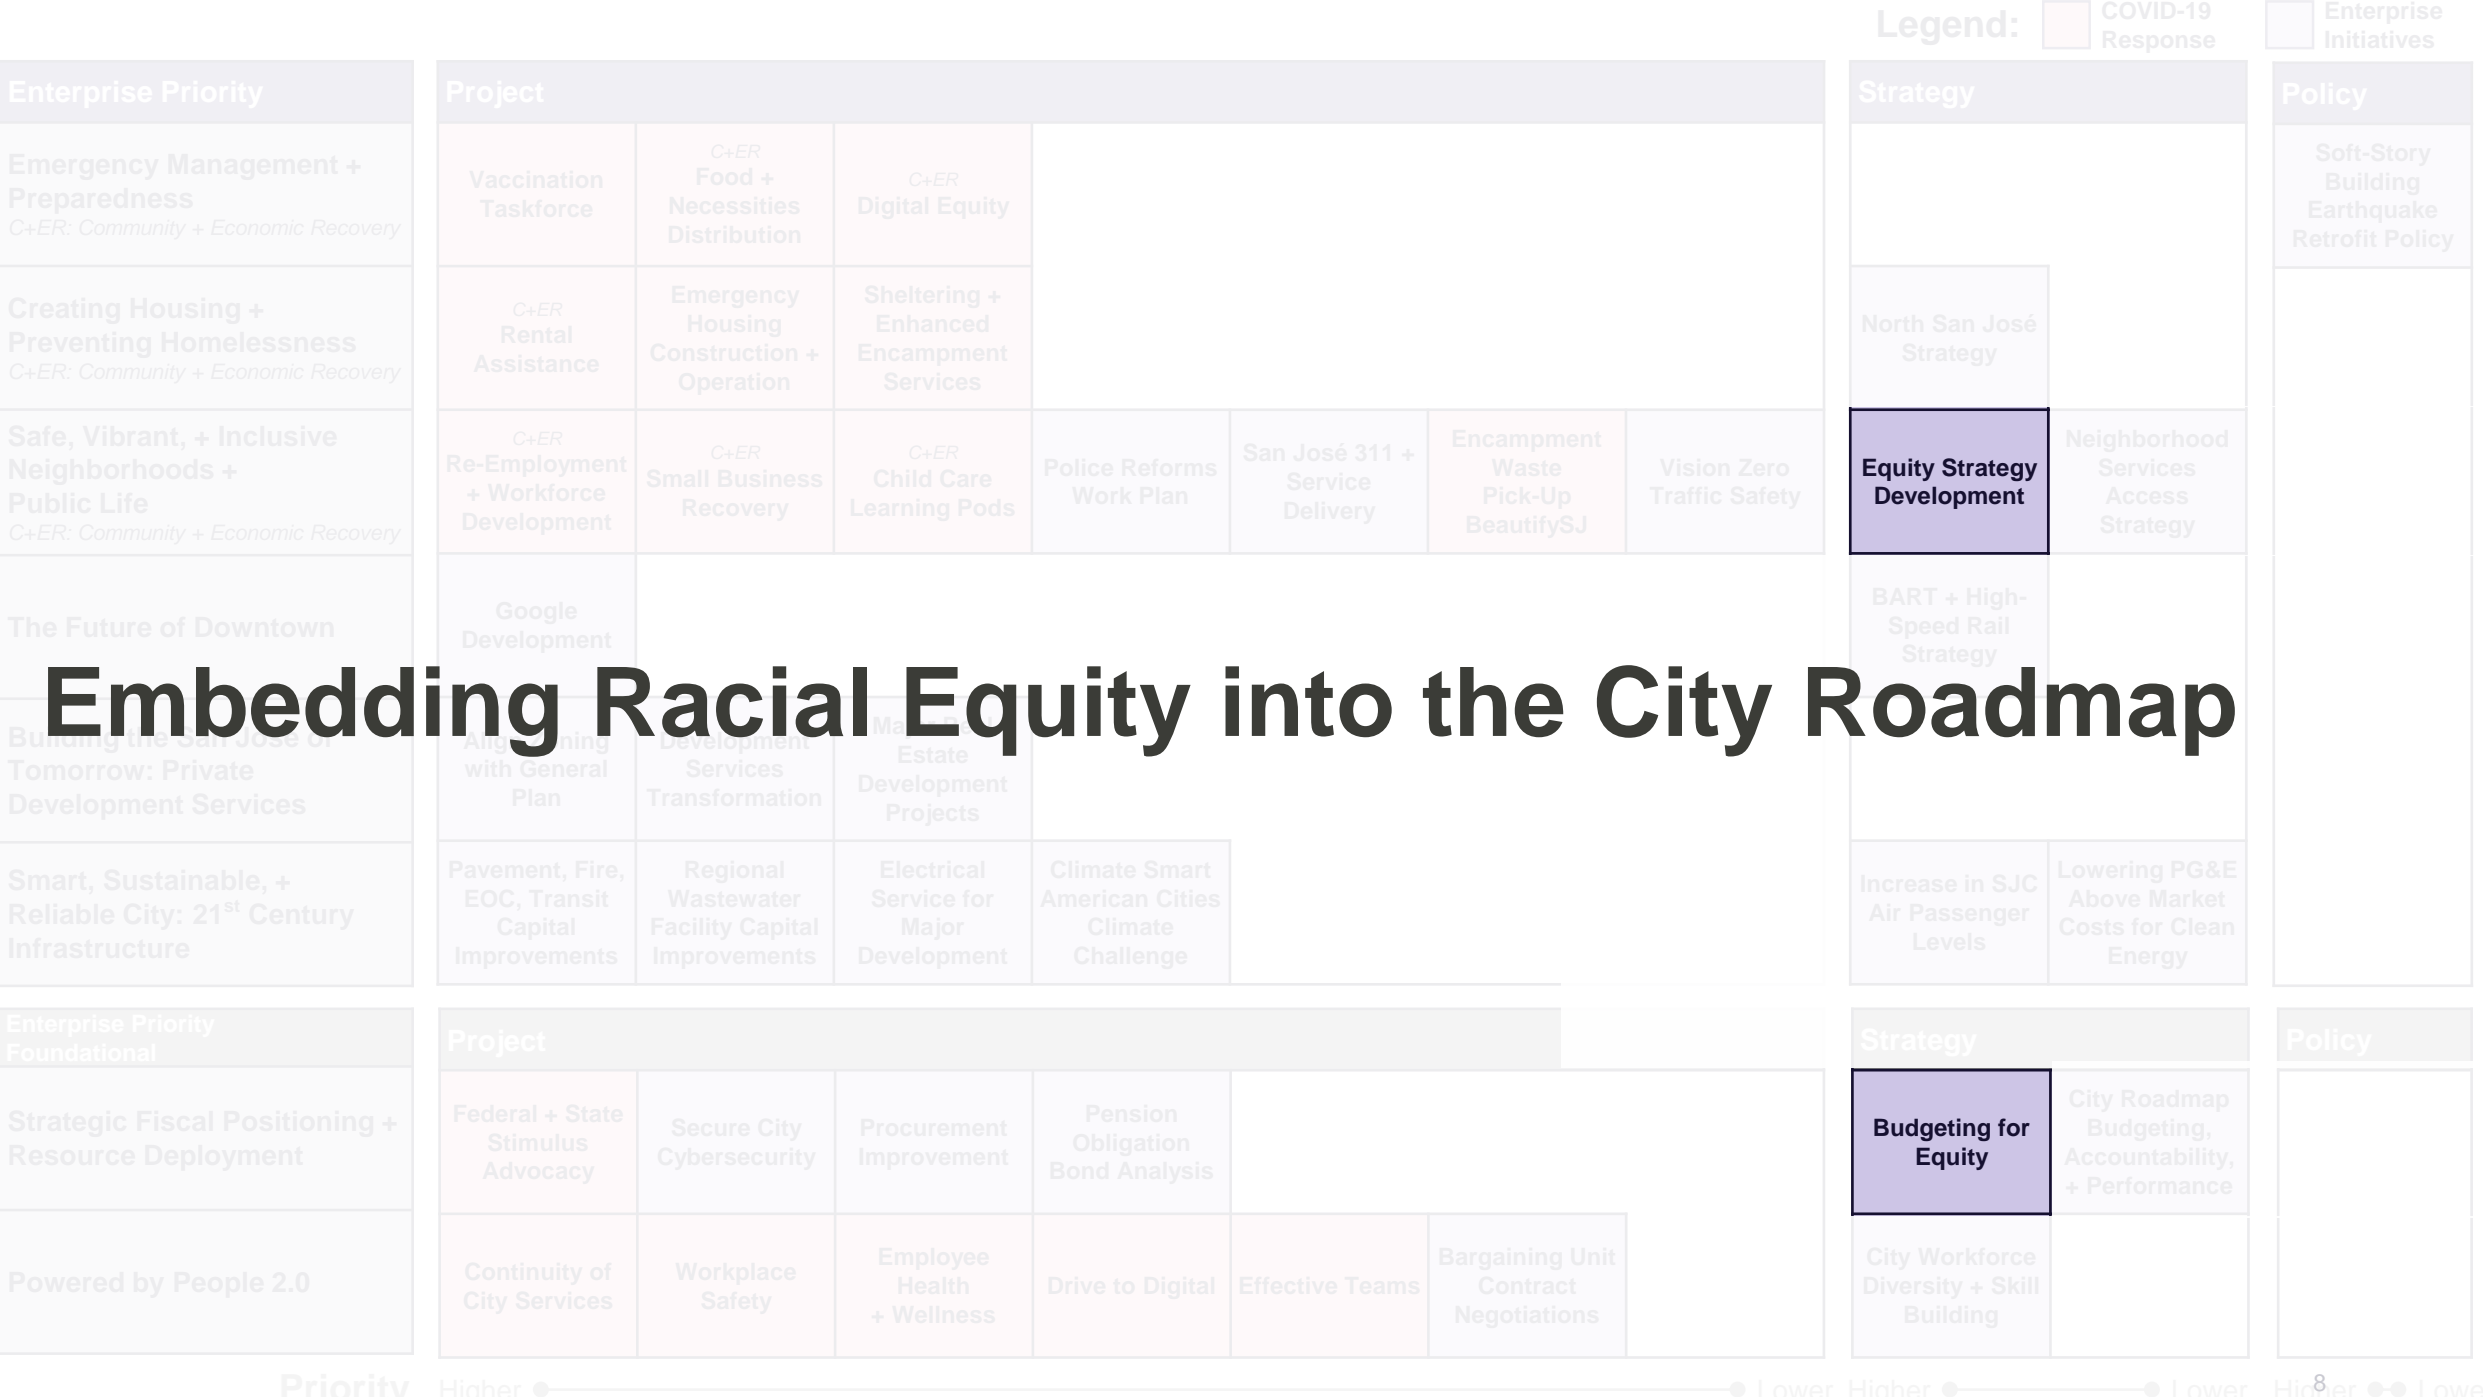 Legend:
COVID-19
Response
Enterprise
Initiatives
Enterprise Priority
Project
Strategy
Policy
Emergency Management +
Preparedness
C+ER: Community + Economic Recovery
Vaccination
Taskforce
C+ER
Food +
Necessities
Distribution
C+ER
Digital Equity
Soft-Story
Building
Earthquake
Retrofit Policy
Creating Housing +
Preventing Homelessness
C+ER: Community + Economic Recovery
C+ER
Rental
Assistance
Emergency
Housing
Construction +
Operation
Sheltering +
Enhanced
Encampment
Services
North San José
Strategy
Safe, Vibrant, + Inclusive
Neighborhoods +
Public Life
C+ER: Community + Economic Recovery
C+ER
Re-Employment
+ Workforce
Development
C+ER
Small Business
Recovery
C+ER
Child Care
Learning Pods
Police Reforms
Work Plan
San José 311 +
Service
Delivery
Encampment
Waste
Pick-Up
BeautifySJ
Vision Zero
Traffic Safety
Equity Strategy
Development
Neighborhood
Services
Access
Strategy
The Future of Downtown
Google
Development
BART + High-
Speed Rail
Strategy
Embedding Racial Equity into the City Roadmap
Building the San José of
Tomorrow: Private
Development Services
Align Zoning
with General
Plan
Development
Services
Transformation
Major Real
Estate
Development
Projects
Smart, Sustainable, +
Reliable City: 21st Century
Infrastructure
Pavement, Fire,
EOC, Transit
Capital
Improvements
Regional
Wastewater
Facility Capital
Improvements
Electrical
Service for
Major
Development
Climate Smart
American Cities
Climate
Challenge
Increase in SJC
Air Passenger
Levels
Lowering PG&E
Above Market
Costs for Clean
Energy
Enterprise Priority
Foundational
Project
Strategy
Policy
Strategic Fiscal Positioning +
Resource Deployment
Federal + State
Stimulus
Advocacy
Secure City
Cybersecurity
Procurement
Improvement
Pension
Obligation
Bond Analysis
Budgeting for
Equity
City Roadmap
Budgeting,
Accountability,
+ Performance
Powered by People 2.0
Continuity of
City Services
Workplace
Safety
Employee
Health
+ Wellness
Drive to Digital
Effective Teams
Bargaining Unit
Contract
Negotiations
City Workforce
Diversity + Skill
Building
Priority
Higher
Lower
Higher
Lower
8